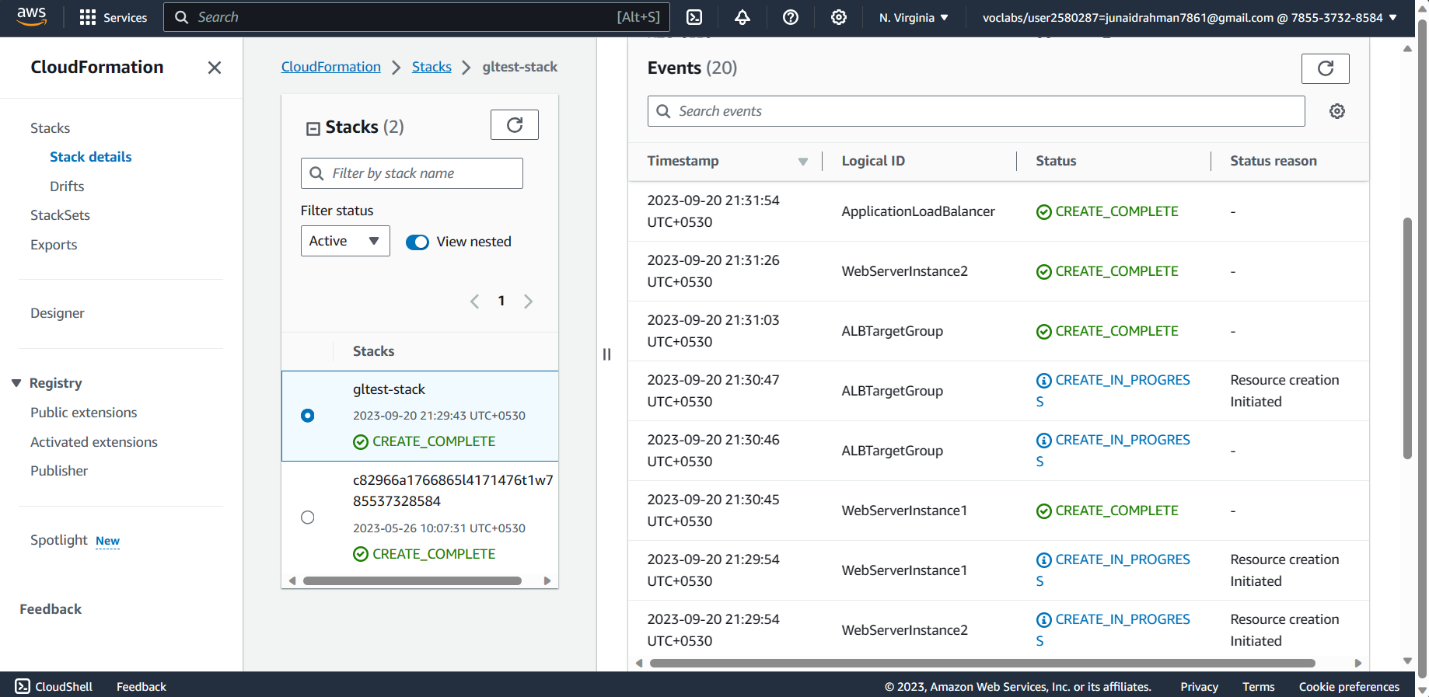 aws
Services
Search
[Alt+S]
N. Virginia
voclabs/user2580287=junaidrahman7861@gmail.com @ 7855-3732-8584
CloudFormation
Stacks
Stack details
Drifts
StackSets
Exports
Designer
Registry
Public extensions
Activated extensions
Publisher
Spotlight New
Feedback
CloudFormation > Stacks > gltest-stack
Stacks (2)
Filter by stack name
Filter status
Active
View nested
1
Stacks
gltest-stack
2023-09-20 21:29:43 UTC+0530
CREATE_COMPLETE
c82966a1766865l4171476t1w7
85537328584
2023-05-26 10:07:31 UTC+0530
CREATE_COMPLETE
Events (20)
Search events
Timestamp Logical ID Status Status reason
2023-09-20 21:31:54
UTC+0530
ApplicationLoadBalancer
CREATE_COMPLETE
-
2023-09-20 21:31:26
UTC+0530
WebServerInstance2
CREATE_COMPLETE
-
2023-09-20 21:31:03
UTC+0530
ALBTargetGroup
CREATE_COMPLETE
-
2023-09-20 21:30:47
UTC+0530
ALBTargetGroup
CREATE_IN_PROGRES
S
Resource creation
Initiated
2023-09-20 21:30:46
UTC+0530
ALBTargetGroup
CREATE_IN_PROGRES
S
-
2023-09-20 21:30:45
UTC+0530
WebServerInstance1
CREATE_COMPLETE
-
2023-09-20 21:29:54
UTC+0530
WebServerInstance1
CREATE_IN_PROGRES
S
Resource creation
Initiated
2023-09-20 21:29:54
UTC+0530
WebServerInstance2
CREATE_IN_PROGRES
S
Resource creation
Initiated
CloudShell
Feedback
© 2023, Amazon Web Services, Inc. or its affiliates.
Privacy
Terms
Cookie preferences